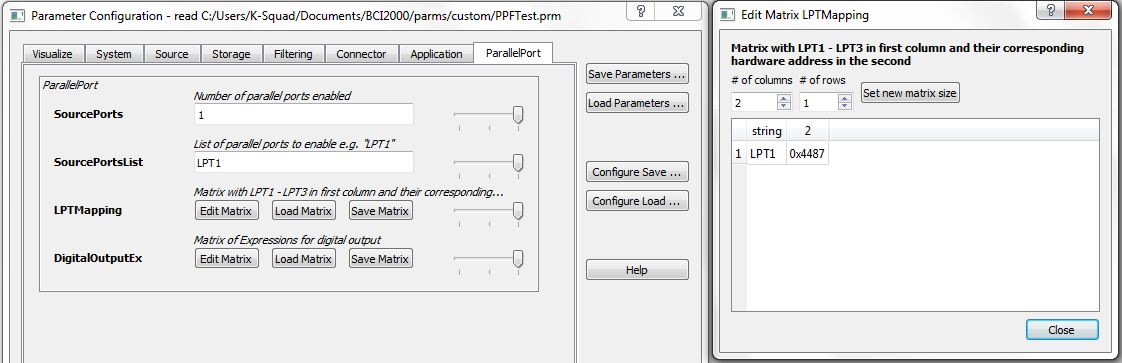 Parameter Configuration - read C:/Users/K-Squad/Documents/BCI2000/parms/custom/PPFTest.prm
Visualize System Source Storage Filtering Connector Application ParallelPort
ParallelPort
Number of parallel ports enabled
SourcePorts 1
List of parallel ports to enable e.g. "LPT1"
SourcePortsList LPT1
Matrix with LPT1 - LPT3 in first column and their corresponding...
LPTMapping Edit Matrix Load Matrix Save Matrix
Matrix of Expressions for digital output
DigitalOutputEx Edit Matrix Load Matrix Save Matrix
Save Parameters ...
Load Parameters ...
Configure Save ...
Configure Load ...
Help
Edit Matrix LPTMapping
Matrix with LPT1 - LPT3 in first column and their corresponding
hardware address in the second
# of columns # of rows
2 1 Set new matrix size
string 2
1 LPT1 0x4487
Close